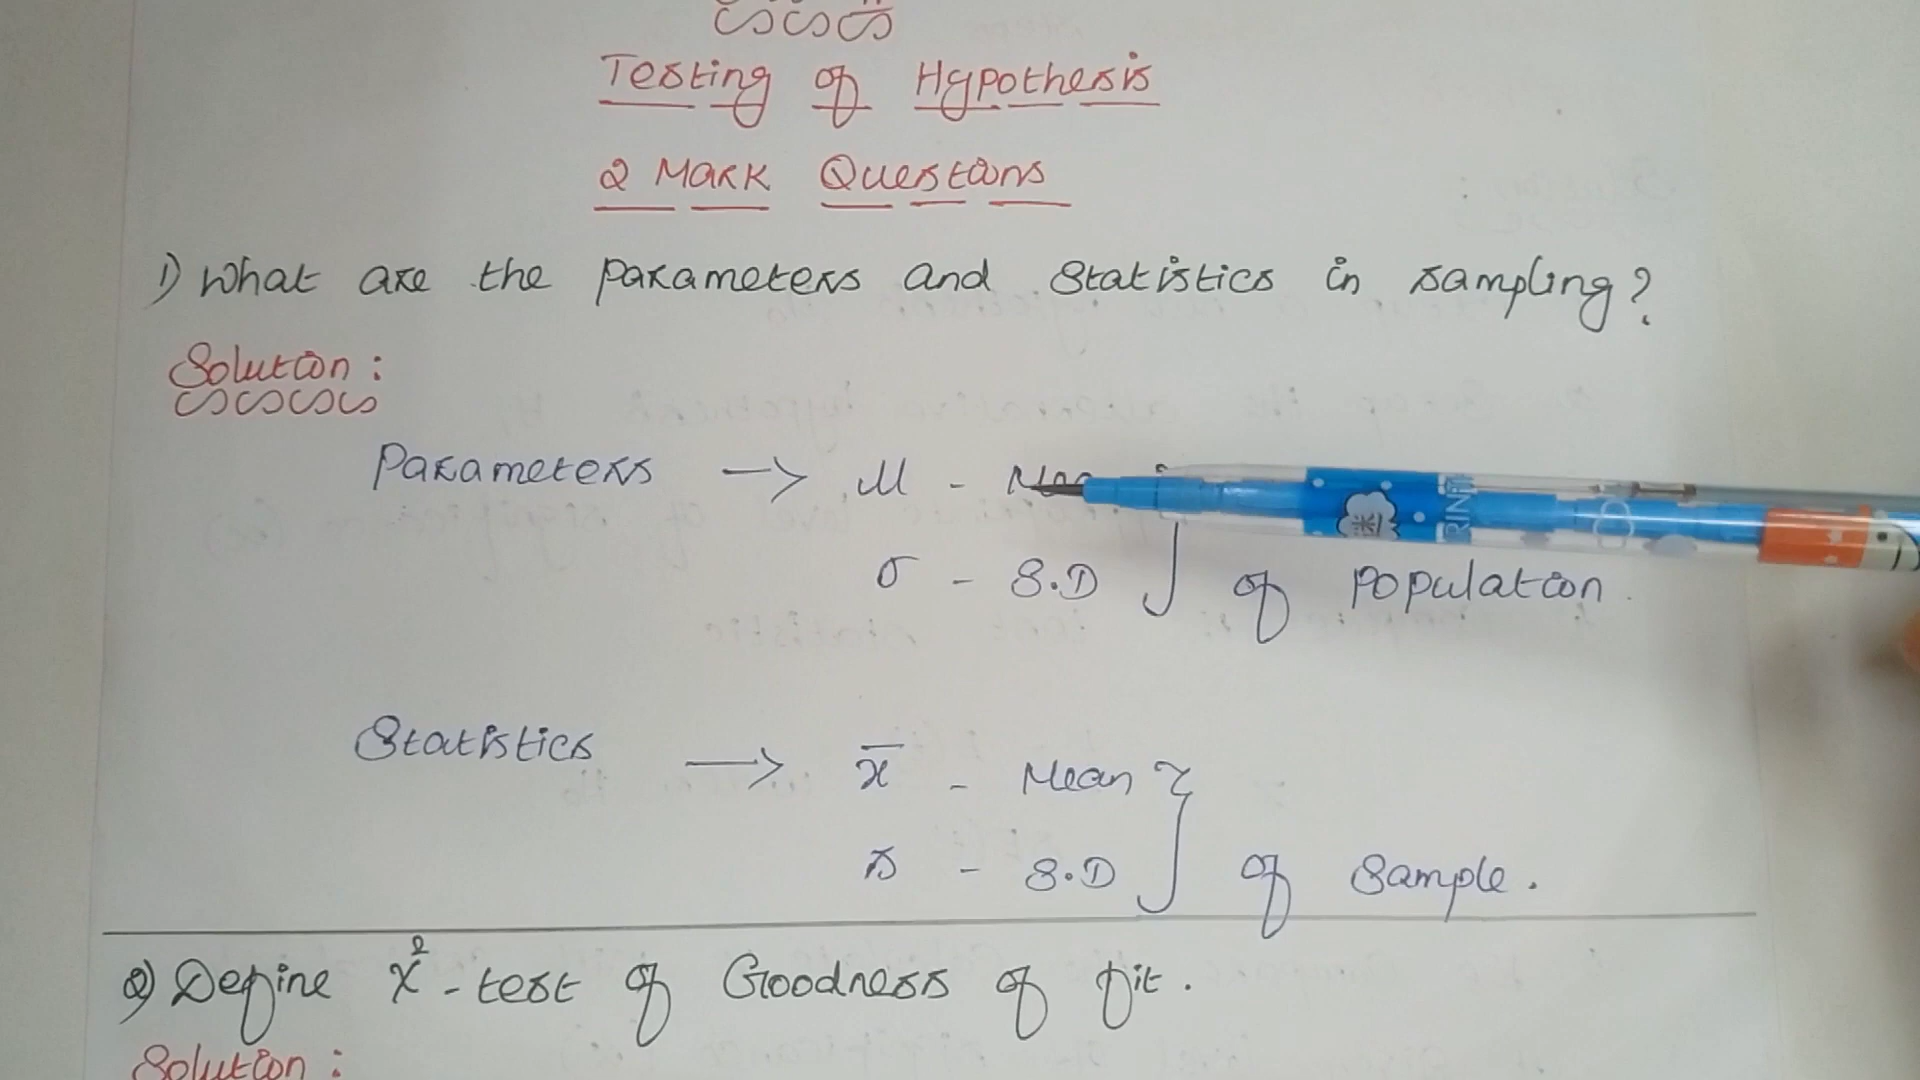 Testing of Hypothesis
2 Mark Questions
1) What are the parameters and Statistics in sampling?
Solution:
Parameters → μ -
σ - S.D } of population.
Statistics → x̄ - Mean
s - S.D } of Sample.
2) Define χ² - test of Goodness of fit.
Solution: